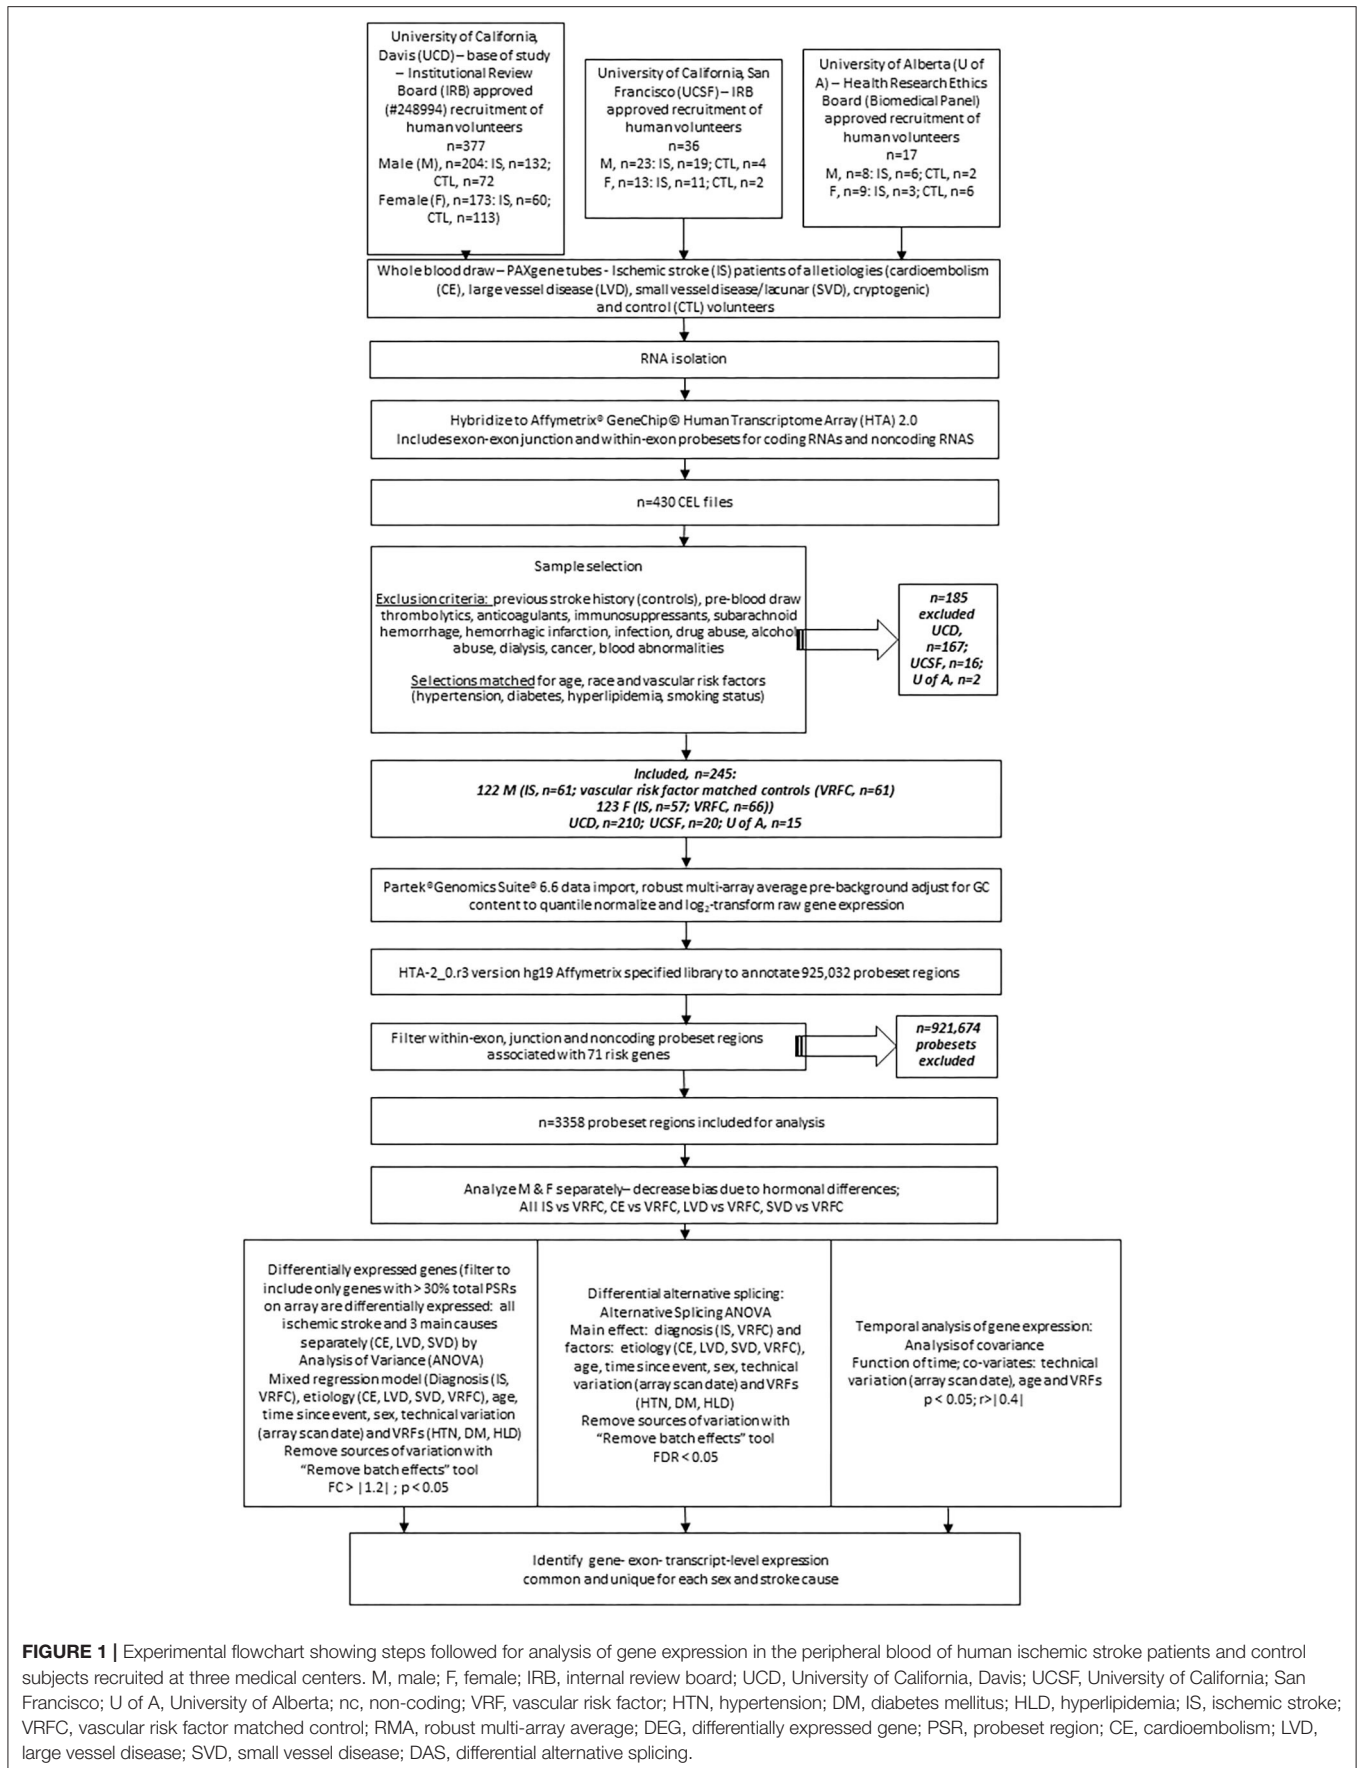 University of California,
Davis (UCD) – base of study
– Institutional Review
Board (IRB) approved
(#248994) recruitment of
human volunteers
n=377
Male (M), n=204: IS, n=132;
CTL, n=72
Female (F), n=173: IS, n=60;
CTL, n=113)
University of California, San
Francisco (UCSF) – IRB
approved recruitment of
human volunteers
n=36
M, n=23: IS, n=19; CTL, n=4
F, n=13: IS, n=11; CTL, n=2
University of Alberta (U of
A) – Health Research Ethics
Board (Biomedical Panel)
approved recruitment of
human volunteers
n=17
M, n=8: IS, n=6; CTL, n=2
F, n=9: IS, n=3; CTL, n=6
Whole blood draw – PAXgene tubes - Ischemic stroke (IS) patients of all etiologies (cardioembolism
(CE), large vessel disease (LVD), small vessel disease/lacunar (SVD), cryptogenic)
and control (CTL) volunteers
RNA isolation
Hybridize to Affymetrix® GeneChip© Human Transcriptome Array (HTA) 2.0
Includes exon-exon junction and within-exon probesets for coding RNAs and noncoding RNAS
n=430 CEL files
Sample selection
Exclusion criteria: previous stroke history (controls), pre-blood draw
thrombolytics, anticoagulants, immunosuppressants, subarachnoid
hemorrhage, hemorrhagic infarction, infection, drug abuse, alcohol
abuse, dialysis, cancer, blood abnormalities
Selections matched for age, race and vascular risk factors
(hypertension, diabetes, hyperlipidemia, smoking status)
n=185
excluded
UCD,
n=167;
UCSF, n=16;
U of A, n=2
Included, n=245:
122 M (IS, n=61; vascular risk factor matched controls (VRFC, n=61)
123 F (IS, n=57; VRFC, n=66))
UCD, n=210; UCSF, n=20; U of A, n=15
Partek® Genomics Suite® 6.6 data import, robust multi-array average pre-background adjust for GC
content to quantile normalize and log₂-transform raw gene expression
HTA-2_0.r3 version hg19 Affymetrix specified library to annotate 925,032 probeset regions
Filter within-exon, junction and noncoding probeset regions
associated with 71 risk genes
n=921,674
probesets
excluded
n=3358 probeset regions included for analysis
Analyze M & F separately – decrease bias due to hormonal differences;
All IS vs VRFC, CE vs VRFC, LVD vs VRFC, SVD vs VRFC
Differentially expressed genes (filter to
include only genes with > 30% total PSRs
on array are differentially expressed: all
ischemic stroke and 3 main causes
separately (CE, LVD, SVD) by
Analysis of Variance (ANOVA)
Mixed regression model (Diagnosis (IS,
VRFC), etiology (CE, LVD, SVD, VRFC), age,
time since event, sex, technical variation
(array scan date) and VRFs (HTN, DM, HLD)
Remove sources of variation with
“Remove batch effects” tool
FC > |1.2| ; p < 0.05
Differential alternative splicing:
Alternative Splicing ANOVA
Main effect: diagnosis (IS, VRFC) and
factors: etiology (CE, LVD, SVD, VRFC),
age, time since event, sex, technical
variation (array scan date) and VRFs
(HTN, DM, HLD)
Remove sources of variation with
“Remove batch effects” tool
FDR < 0.05
Temporal analysis of gene expression:
Analysis of covariance
Function of time; co-variates: technical
variation (array scan date), age and VRFs
p < 0.05; r>|0.4|
Identify gene- exon- transcript-level expression
common and unique for each sex and stroke cause
FIGURE 1 | Experimental flowchart showing steps followed for analysis of gene expression in the peripheral blood of human ischemic stroke patients and control
subjects recruited at three medical centers. M, male; F, female; IRB, internal review board; UCD, University of California, Davis; UCSF, University of California; San
Francisco; U of A, University of Alberta; nc, non-coding; VRF, vascular risk factor; HTN, hypertension; DM, diabetes mellitus; HLD, hyperlipidemia; IS, ischemic stroke;
VRFC, vascular risk factor matched control; RMA, robust multi-array average; DEG, differentially expressed gene; PSR, probeset region; CE, cardioembolism; LVD,
large vessel disease; SVD, small vessel disease; DAS, differential alternative splicing.